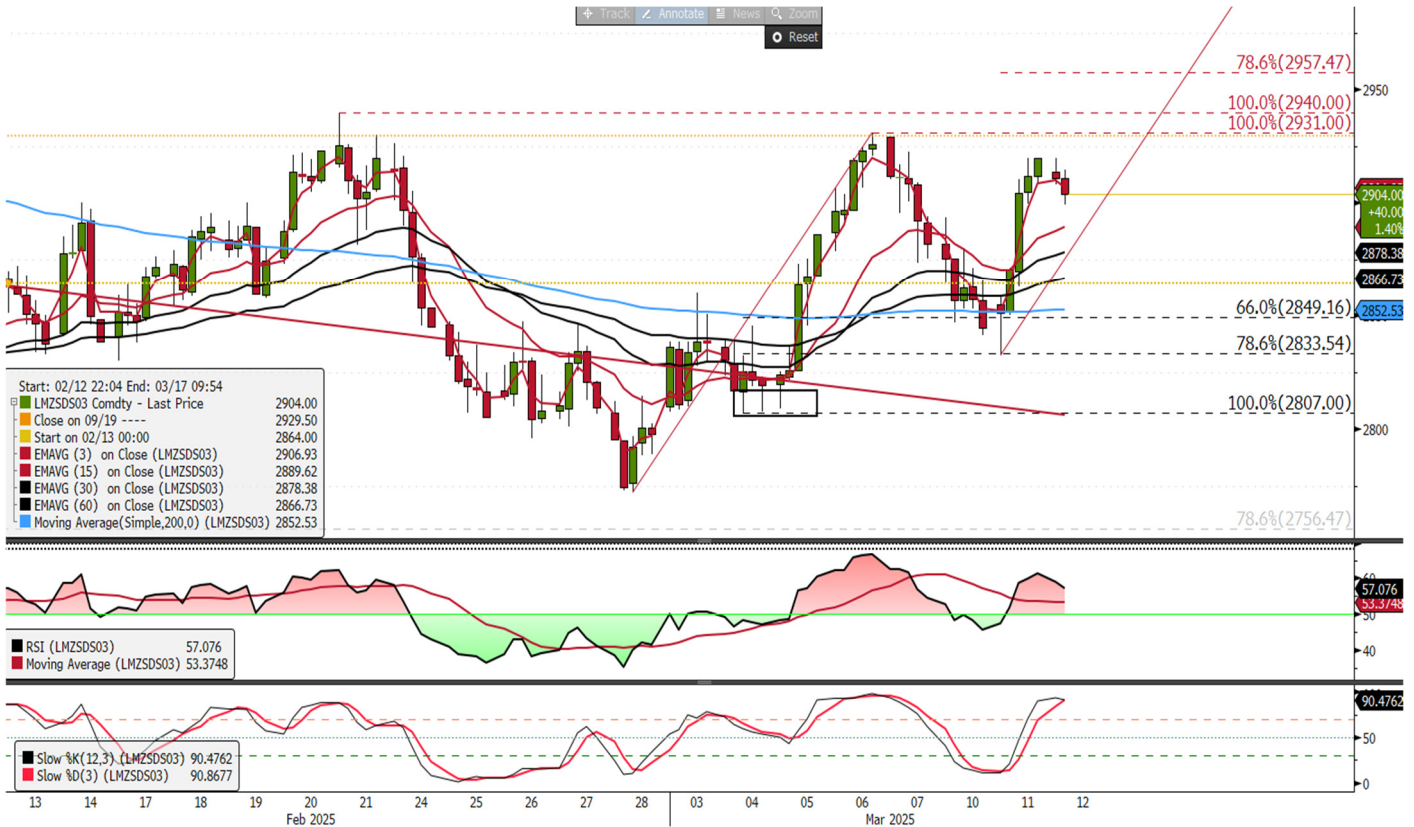 Track Annotate News Zoom
Reset
78.6%(2957.47)
2950
100.0%(2940.00)
100.0%(2931.00)
2904.00
+40.00
1.40%
2878.38
2866.73
66.0%(2849.16)
2852.53
78.6%(2833.54)
100.0%(2807.00)
2800
78.6%(2756.47)
Start: 02/12 22:04 End: 03/17 09:54
LMZSDS03 Comdty - Last Price 2904.00
Close on 09/19 ---- 2929.50
Start on 02/13 00:00 2864.00
EMAVG (3) on Close (LMZSDS03) 2906.93
EMAVG (15) on Close (LMZSDS03) 2889.62
EMAVG (30) on Close (LMZSDS03) 2878.38
EMAVG (60) on Close (LMZSDS03) 2866.73
Moving Average(Simple,200,0) (LMZSDS03) 2852.53
60
57.076
53.3748
50
40
RSI (LMZSDS03) 57.076
Moving Average (LMZSDS03) 53.3748
90.4762
50
0
Slow %K(12,3) (LMZSDS03) 90.4762
Slow %D(3) (LMZSDS03) 90.8677
13 14 17 18 19 20 21 24 25 26 27 28 03 04 05 06 07 10 11 12
Feb 2025 Mar 2025